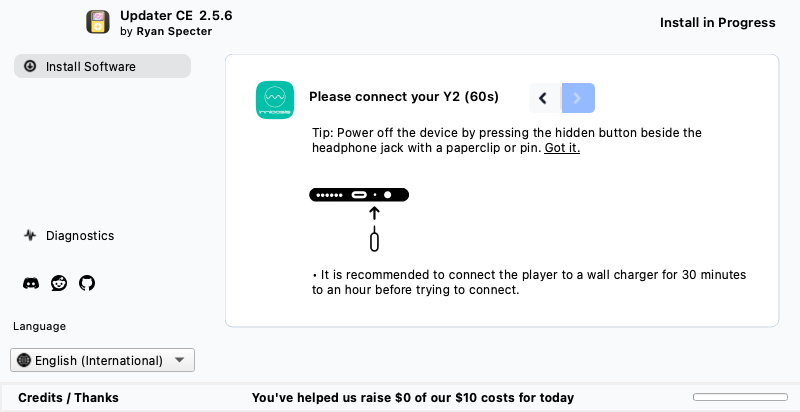 Updater CE 2.5.6
by Ryan Specter
Install in Progress
Install Software
Please connect your Y2 (60s)
Tip: Power off the device by pressing the hidden button beside the
headphone jack with a paperclip or pin. Got it.
• It is recommended to connect the player to a wall charger for 30 minutes
to an hour before trying to connect.
Diagnostics
Language
English (International)
Credits / Thanks
You've helped us raise $0 of our $10 costs for today